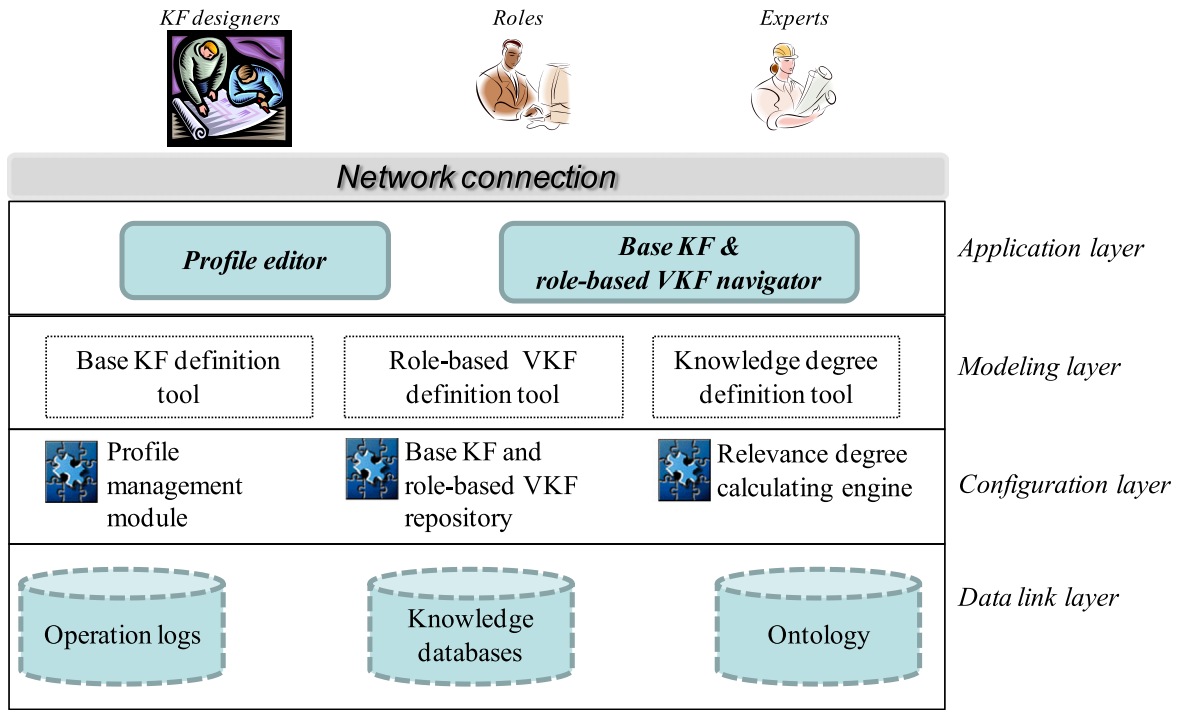 KF designers
Roles
Experts
Network connection
Profile editor
Base KF &
role-based VKF navigator
Application layer
Base KF definition
tool
Role-based VKF
definition tool
Knowledge degree
definition tool
Modeling layer
Profile
management
module
Base KF and
role-based VKF
repository
Relevance degree
calculating engine
Configuration layer
Operation logs
Knowledge
databases
Ontology
Data link layer